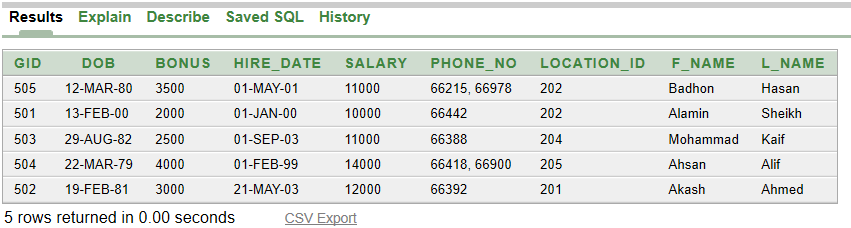 Results Explain Describe Saved SQL History
GID DOB BONUS HIRE_DATE SALARY PHONE_NO LOCATION_ID F_NAME L_NAME
505 12-MAR-80 3500 01-MAY-01 11000 66215, 66978 202 Badhon Hasan
501 13-FEB-00 2000 01-JAN-00 10000 66442 202 Alamin Sheikh
503 29-AUG-82 2500 01-SEP-03 11000 66388 204 Mohammad Kaif
504 22-MAR-79 4000 01-FEB-99 14000 66418, 66900 205 Ahsan Alif
502 19-FEB-81 3000 21-MAY-03 12000 66392 201 Akash Ahmed
5 rows returned in 0.00 seconds CSV Export